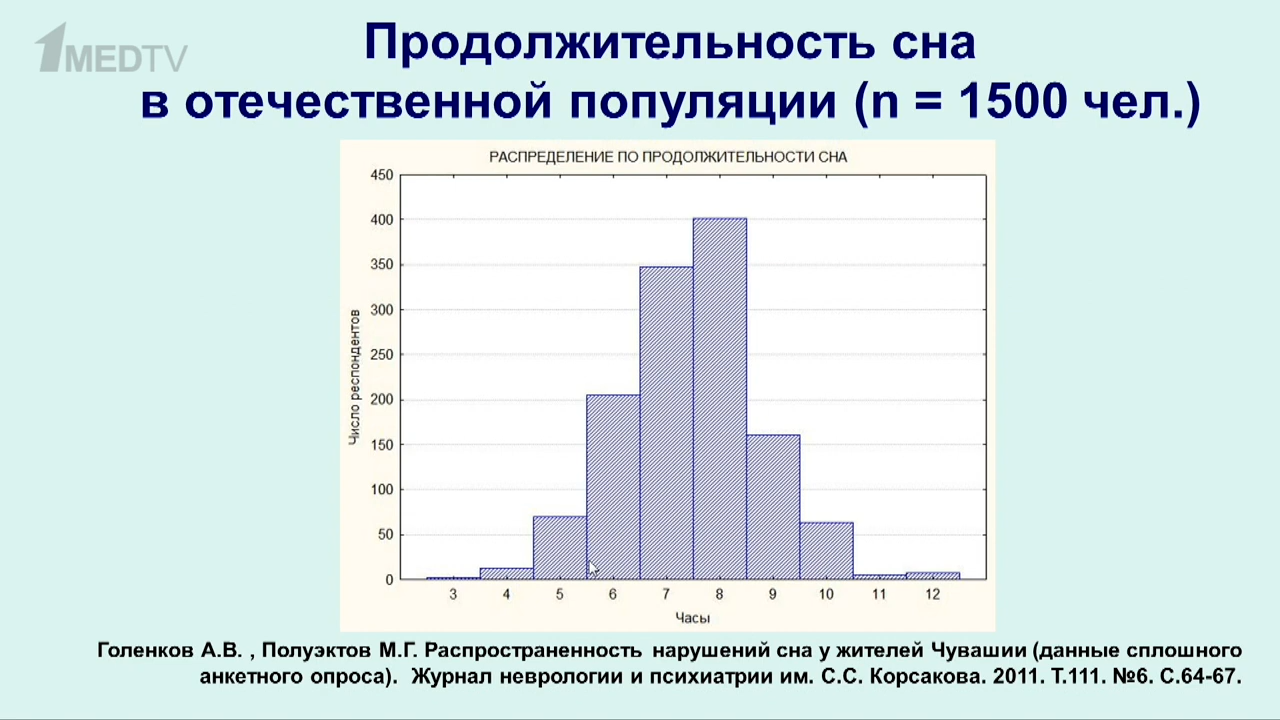 1MEDTV
Продолжительность сна
в отечественной популяции (n = 1500 чел.)
РАСПРЕДЕЛЕНИЕ ПО ПРОДОЛЖИТЕЛЬНОСТИ СНА
450
400
350
300
250
200
150
100
50
0
Число респондентов
3 4 5 6 7 8 9 10 11 12
Часы
Голенков А.В. , Полуэктов М.Г. Распространенность нарушений сна у жителей Чувашии (данные сплошного
анкетного опроса). Журнал неврологии и психиатрии им. С.С. Корсакова. 2011. Т.111. №6. С.64-67.